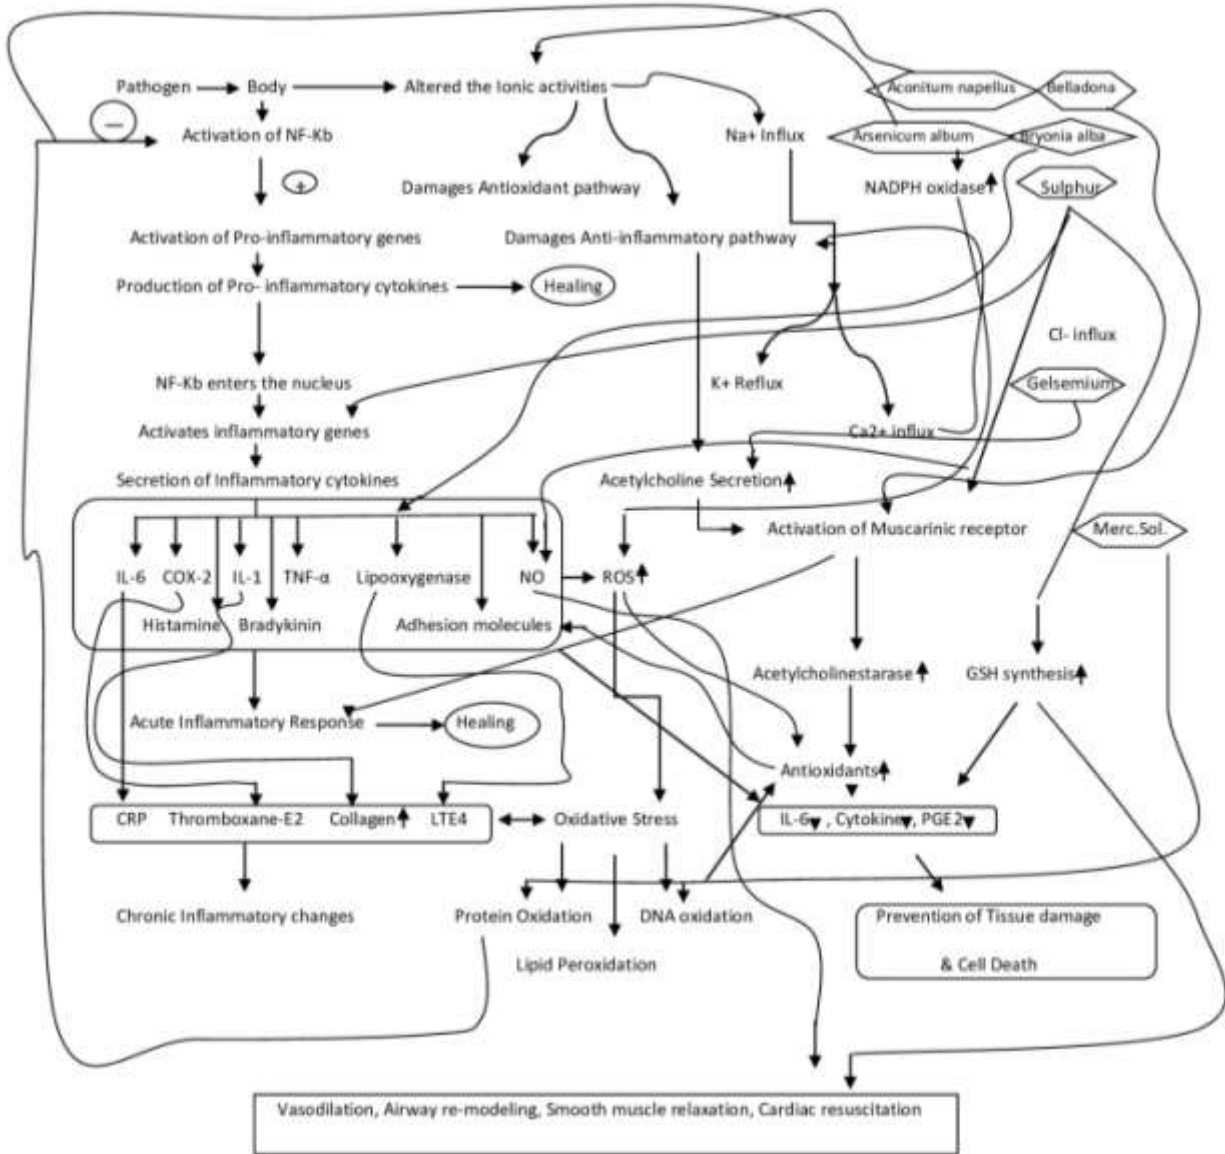 Pathogen
Body
Altered the Ionic activities
Aconitum napellus
Belladona
Activation of NF-Kb
Na+ Influx
Arsenicum album
Bryonia alba
+
Damages Antioxidant pathway
NADPH oxidase
Sulphur
Activation of Pro-inflammatory genes
Damages Anti-inflammatory pathway
Production of Pro- inflammatory cytokines
Healing
Cl- influx
NF-Kb enters the nucleus
K+ Reflux
Gelsemium
Activates inflammatory genes
Ca2+ influx
Secretion of Inflammatory cytokines
Acetylcholine Secretion
Activation of Muscarinic receptor
Merc.Sol.
IL-6
COX-2
IL-1
TNF-α
Lipooxygenase
NO
ROS
Histamine
Bradykinin
Adhesion molecules
Acetylcholinestarase
GSH synthesis
Acute Inflammatory Response
Healing
Antioxidants
CRP
Thromboxane-E2
Collagen
LTE4
Oxidative Stress
IL-6 , Cytokine, PGE2
Chronic Inflammatory changes
Protein Oxidation
DNA oxidation
Prevention of Tissue damage
& Cell Death
Lipid Peroxidation
Vasodilation, Airway re-modeling, Smooth muscle relaxation, Cardiac resuscitation